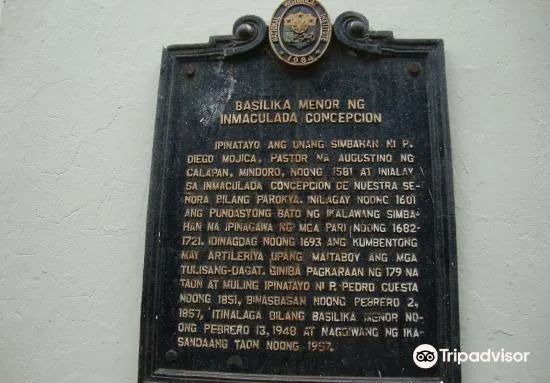 NATIONAL HISTORICAL INSTITUTE
1984
BASILIKA MENOR NG
INMACULADA CONCEPCION
IPINATAYO ANG UNANG SIMBAHAN NI P.
DIEGO MOJICA, PASTOR NA AUGUSTINO NG
CALAPAN, MINDORO, NOONG 1581 AT INIALAY
SA INMACULADA CONCEPCION DE NUESTRA SE-
ÑORA BILANG PAROKYA. INILAGAY NOONG 1601
ANG PUNDASYONG BATO NG IKALAWANG SIMBA-
HAN NA IPINAGAWA NG MGA PARI NOONG 1682-
1721. IDINAGDAG NOONG 1693 ANG KUMBENTONG
MAY ARTILERIYA UPANG MAITABOY ANG MGA
TULISANG-DAGAT. GINIBA PAGKARAAN NG 179 NA
TAON AT MULING IPINATAYO NI P. PEDRO CUESTA
NOONG 1851, BINASBASAN NOONG PEBRERO 2,
1857, ITINALAGA BILANG BASILIKA MENOR NO-
ONG PEBRERO 13, 1948 AT NAGDIWANG NG IKA-
SANDAANG TAON NOONG 1957.
Tripadvisor